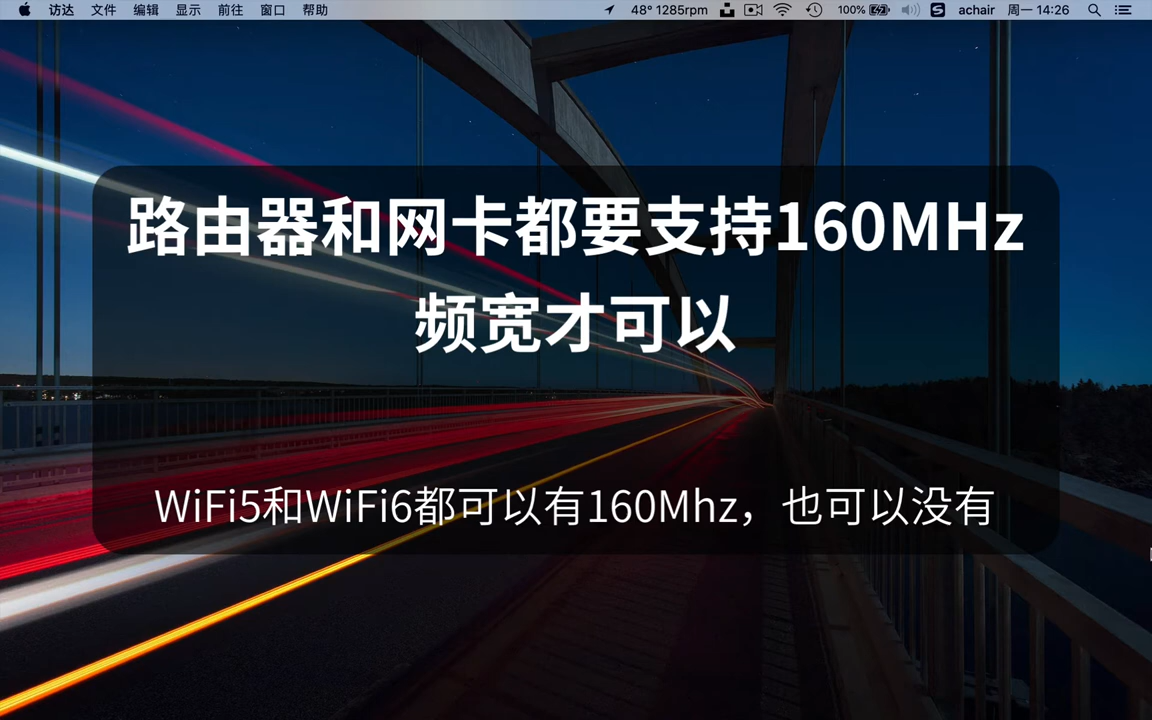 访达 文件 编辑 显示 前往 窗口 帮助 48° 1285rpm 100% achair 周一 14:26
路由器和网卡都要支持160MHz
频宽才可以
WiFi5和WiFi6都可以有160Mhz，也可以没有